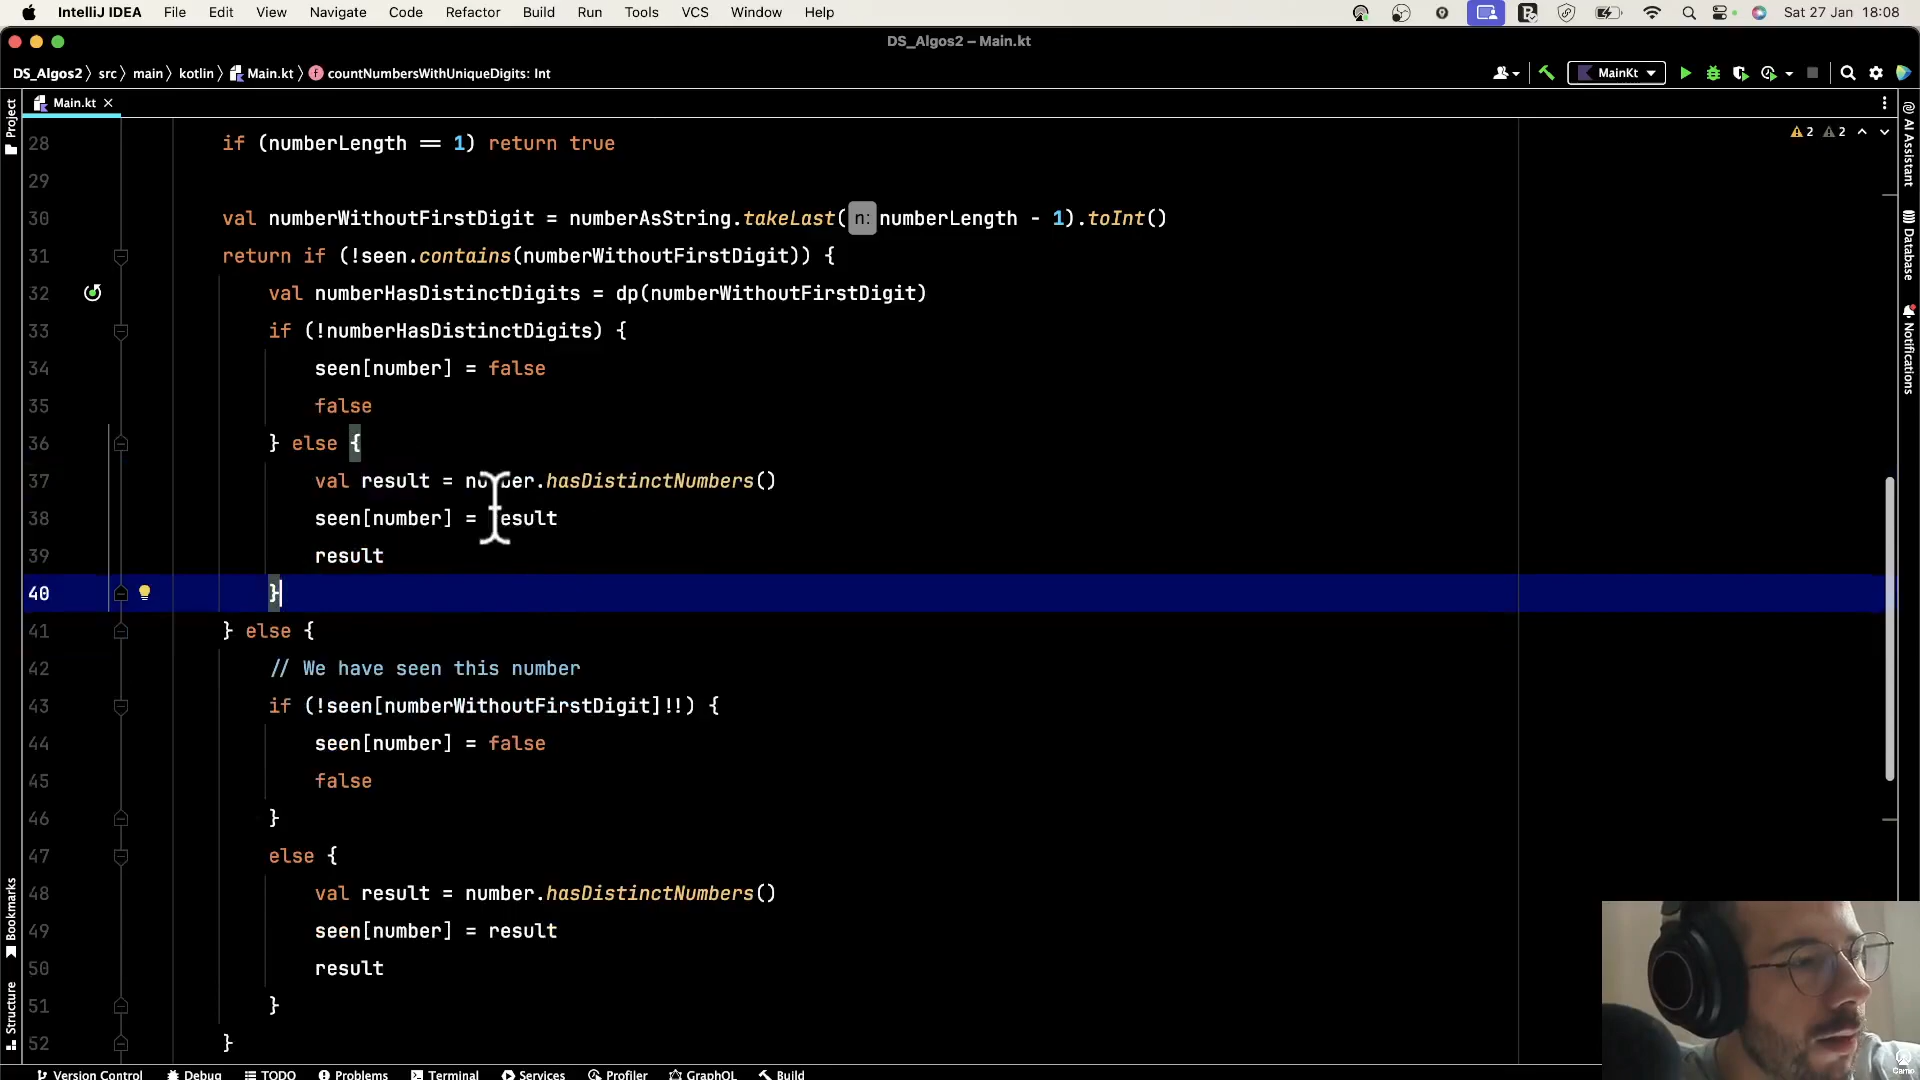 IntelliJ IDEA File Edit View Navigate Code Refactor Build Run Tools VCS Window Help Sat 27 Jan 18:08
DS_Algos2 – Main.kt
DS_Algos2 src main kotlin Main.kt countNumbersWithUniqueDigits: Int MainKt
Main.kt
Project
AI Assistant
Database
Notifications
2 2
28 if (numberLength == 1) return true
29
30 val numberWithoutFirstDigit = numberAsString.takeLast( n: numberLength - 1).toInt()
31 return if (!seen.contains(numberWithoutFirstDigit)) {
32 val numberHasDistinctDigits = dp(numberWithoutFirstDigit)
33 if (!numberHasDistinctDigits) {
34 seen[number] = false
35 false
36 } else {
37 val result = number.hasDistinctNumbers()
38 seen[number] = result
39 result
40 }
41 } else {
42 // We have seen this number
43 if (!seen[numberWithoutFirstDigit]!!) {
44 seen[number] = false
45 false
46 }
47 else {
48 val result = number.hasDistinctNumbers()
49 seen[number] = result
50 result
51 }
52 }
Bookmarks
Structure
Version Control Debug TODO Problems Terminal Services Profiler GraphQL Build
Camo